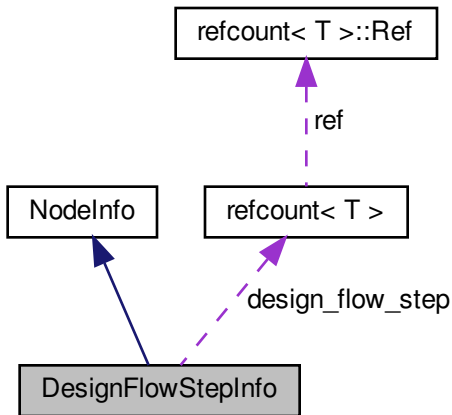 refcount< T >::Ref
ref
NodeInfo
refcount< T >
design_flow_step
DesignFlowStepInfo